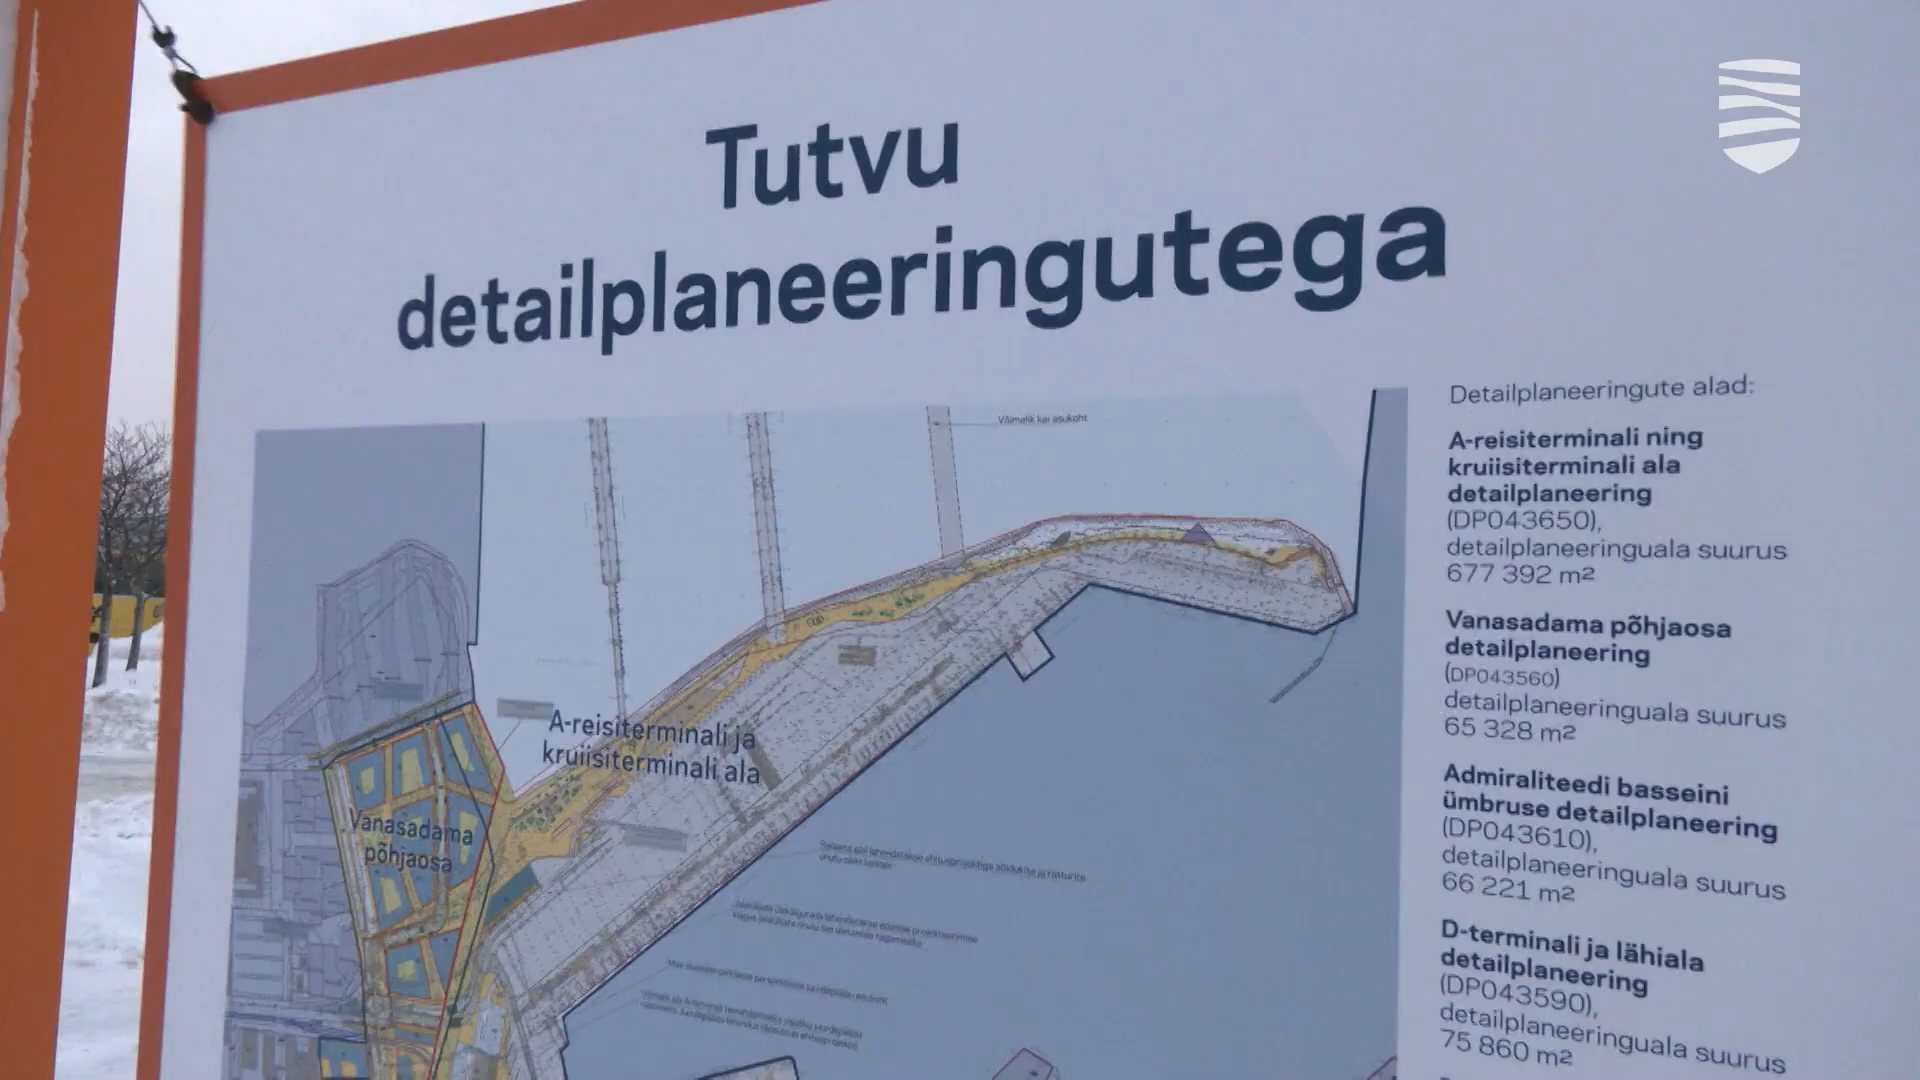 Tutvu
detailplaneeringutega
Detailplaneeringute alad:
A-reisiterminali ning
kruiisiterminali ala
detailplaneering
(DP043650),
detailplaneeringuala suurus
677 392 m2
Vanasadama põhjaosa
detailplaneering
(DP043560)
detailplaneeringuala suurus
65 328 m2
Admiraliteedi basseini
ümbruse detailplaneering
(DP043610),
detailplaneeringuala suurus
66 221 m2
D-terminali ja lähiala
detailplaneering
(DP043590),
detailplaneeringuala suurus
75 860 m2
Võimalik kai asukoht
A-reisiterminali ja
kruiisiterminali ala
Vanasadama
põhjaosa